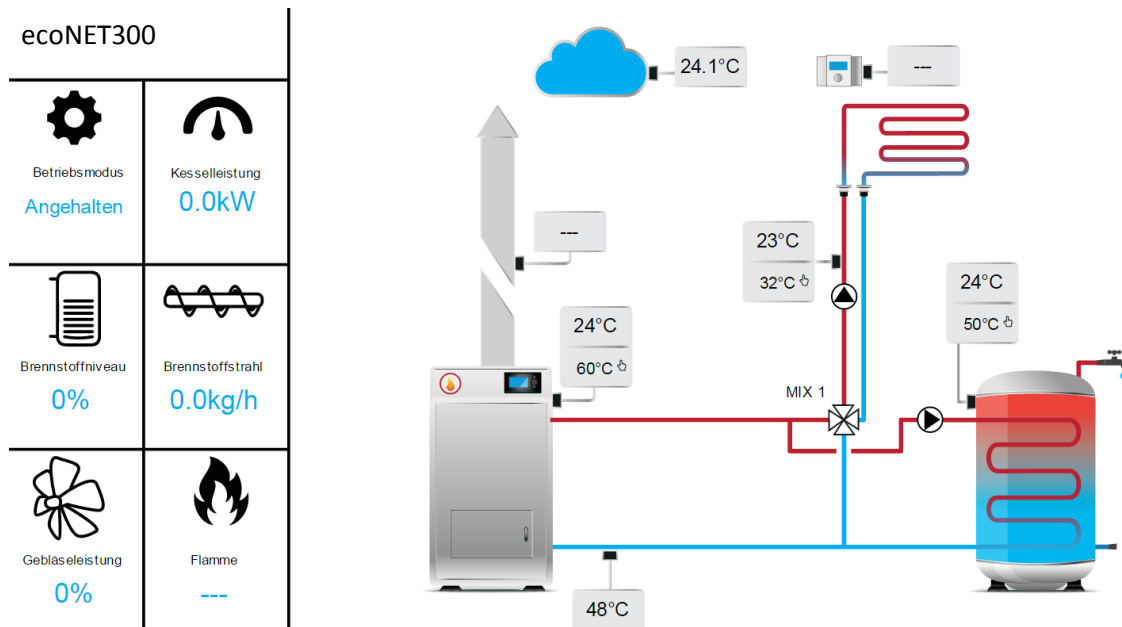 ecoNET300
Betriebsmodus
Angehalten
Kesselleistung
0.0kW
Brennstoffniveau
0%
Brennstoffstrahl
0.0kg/h
Gebläseleistung
0%
Flamme
---
24.1°C
---
---
23°C
32°C
24°C
60°C
24°C
50°C
MIX 1
48°C